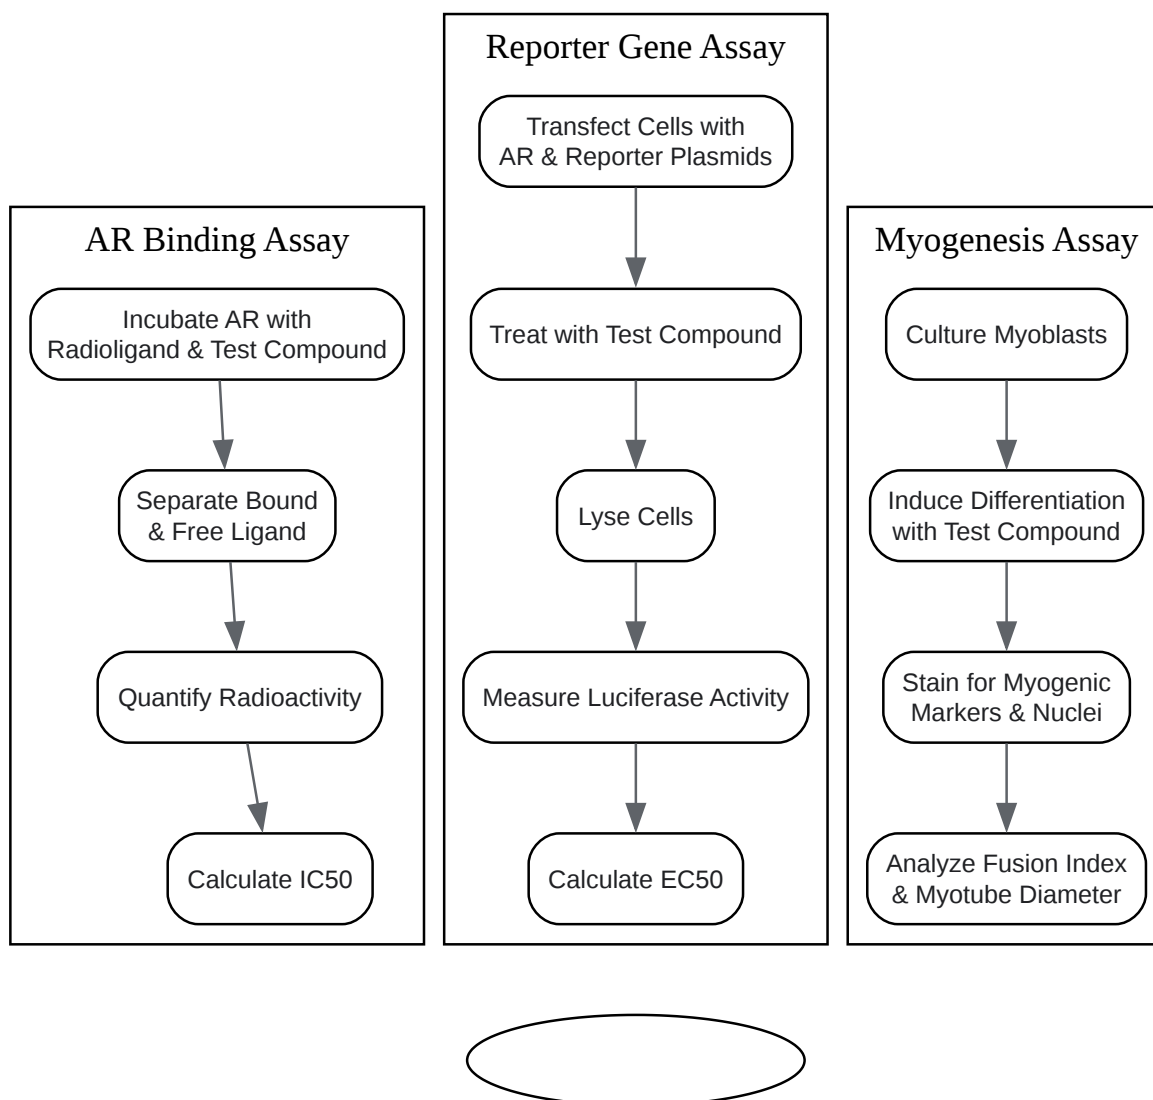 Reporter Gene Assay
Transfect Cells with
AR & Reporter Plasmids
Treat with Test Compound
Lyse Cells
Measure Luciferase Activity
Calculate EC50
AR Binding Assay
Incubate AR with
Radioligand & Test Compound
Separate Bound
& Free Ligand
Quantify Radioactivity
Calculate IC50
Myogenesis Assay
Culture Myoblasts
Induce Differentiation
with Test Compound
Stain for Myogenic
Markers & Nuclei
Analyze Fusion Index
& Myotube Diameter